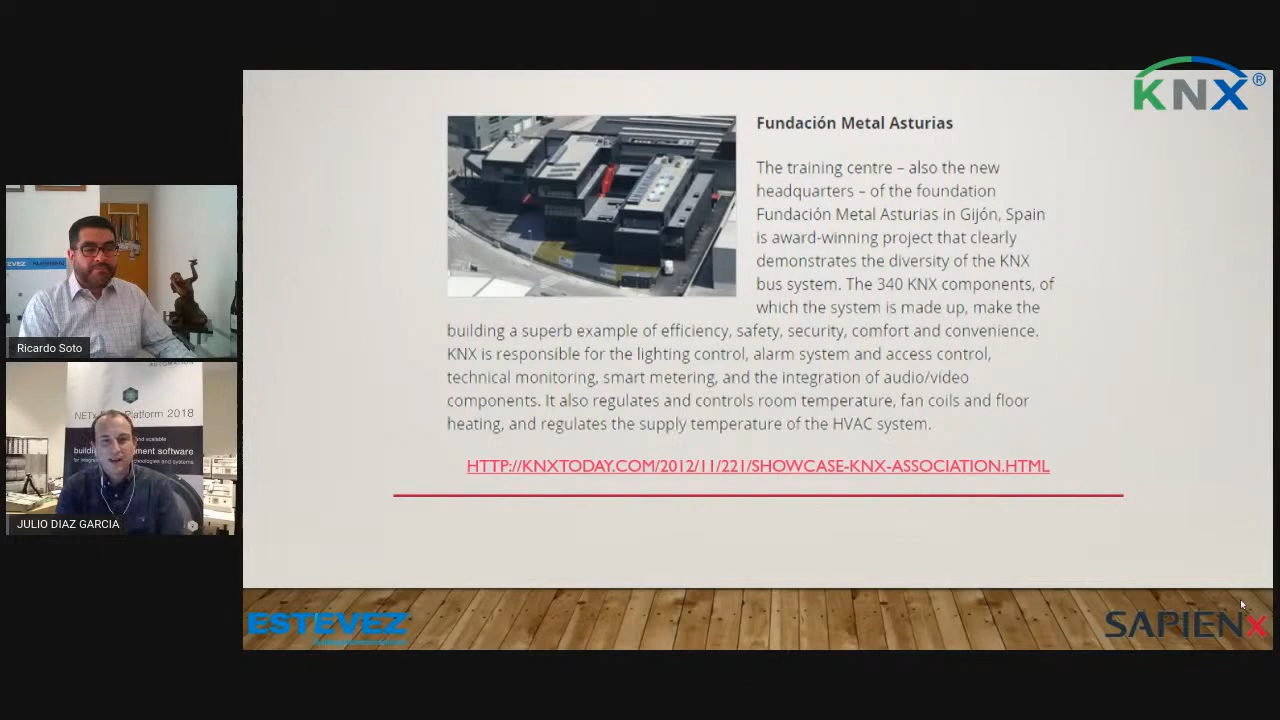 KNX®
Fundación Metal Asturias
The training centre – also the new
headquarters – of the foundation
Fundación Metal Asturias in Gijón, Spain
is award-winning project that clearly
demonstrates the diversity of the KNX
bus system. The 340 KNX components, of
which the system is made up, make the
building a superb example of efficiency, safety, security, comfort and convenience.
KNX is responsible for the lighting control, alarm system and access control,
technical monitoring, smart metering, and the integration of audio/video
components. It also regulates and controls room temperature, fan coils and floor
heating, and regulates the supply temperature of the HVAC system.
HTTP://KNXTODAY.COM/2012/11/221/SHOWCASE-KNX-ASSOCIATION.HTML
Ricardo Soto
AUTOMATION
NETx Platform 2018
JULIO DIAZ GARCIA
ESTEVEZ
SAPIENX